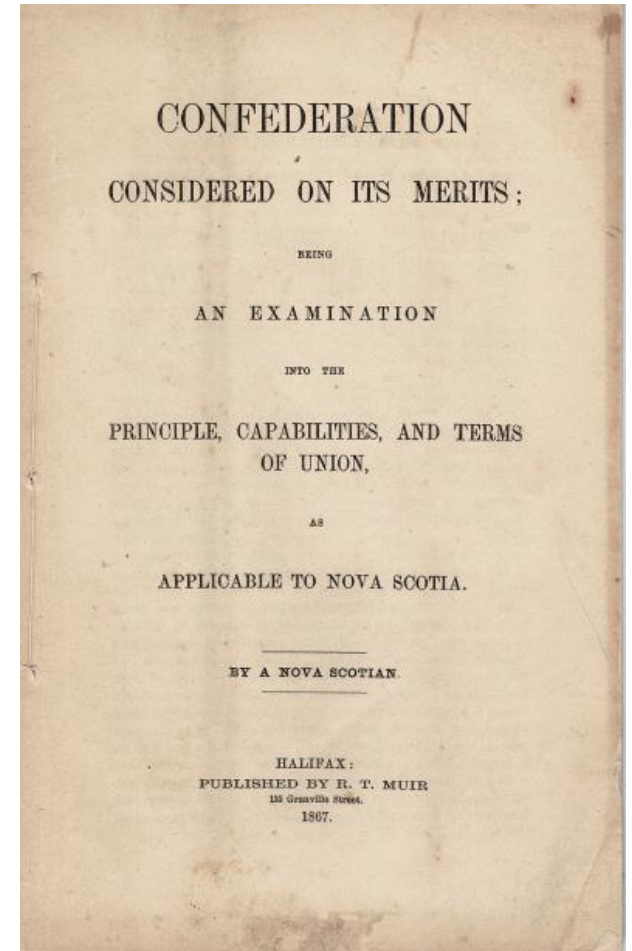 CONFEDERATION
CONSIDERED ON ITS MERITS;
BEING
AN EXAMINATION
INTO THE
PRINCIPLE, CAPABILITIES, AND TERMS
OF UNION,
AS
APPLICABLE TO NOVA SCOTIA.
BY A NOVA SCOTIAN.
HALIFAX:
PUBLISHED BY R. T. MUIR
135 Granville Street.
1867.